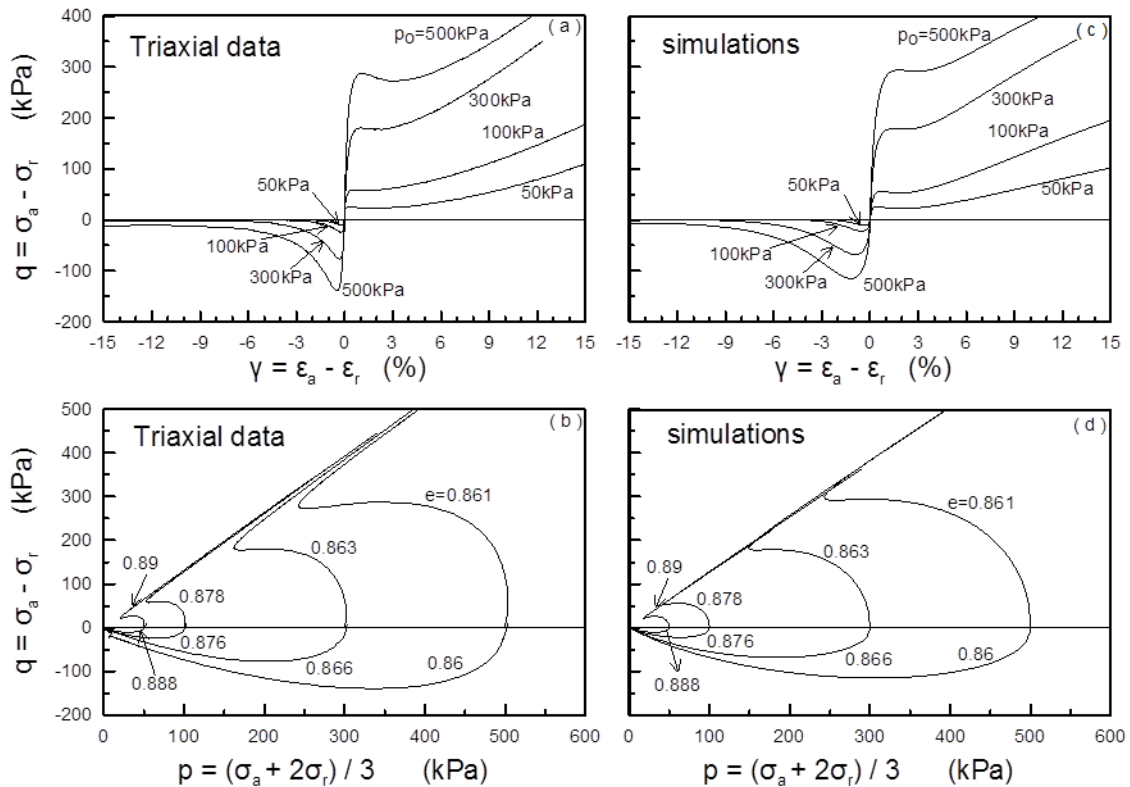 Triaxial data
( a )
p₀=500kPa
300kPa
100kPa
50kPa
50kPa
100kPa
300kPa
500kPa
400
300
200
100
0
-100
-200
q = σa - σr (kPa)
-15 -12 -9 -6 -3 0 3 6 9 12 15
γ = εa - εr (%)
simulations
( c )
p₀=500kPa
300kPa
100kPa
50kPa
50kPa
100kPa
300kPa
500kPa
-15 -12 -9 -6 -3 0 3 6 9 12 15
γ = εa - εr (%)
Triaxial data
( b )
e=0.861
0.863
0.89
0.878
0.876
0.866
0.86
0.888
500
400
300
200
100
0
-100
-200
q = σa - σr (kPa)
0 100 200 300 400 500 600
p = (σa + 2σr) / 3 (kPa)
simulations
( d )
e=0.861
0.863
0.89
0.878
0.876
0.866
0.86
0.888
0 100 200 300 400 500 600
p = (σa + 2σr) / 3 (kPa)